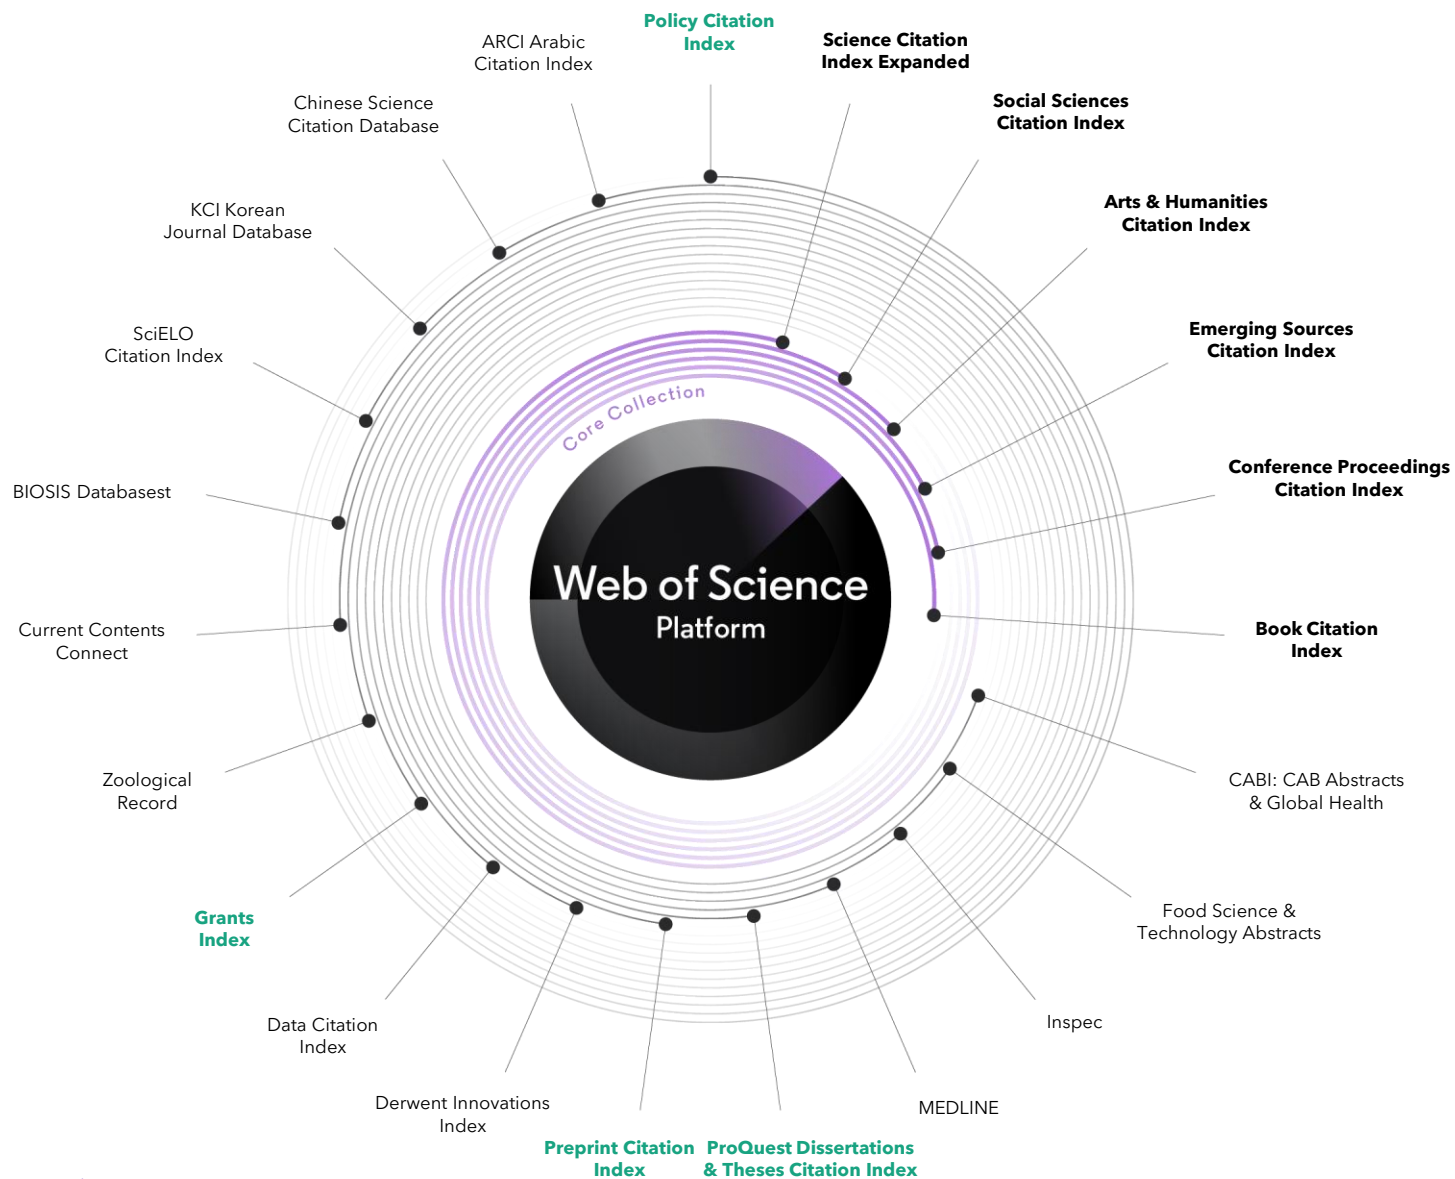 Policy Citation
Index
Science Citation
Index Expanded
Social Sciences
Citation Index
Arts & Humanities
Citation Index
Emerging Sources
Citation Index
Conference Proceedings
Citation Index
Book Citation
Index
CABI: CAB Abstracts
& Global Health
Food Science &
Technology Abstracts
Inspec
MEDLINE
ProQuest Dissertations
& Theses Citation Index
Preprint Citation
Index
Derwent Innovations
Index
Data Citation
Index
Grants
Index
Zoological
Record
Current Contents
Connect
BIOSIS Databasest
SciELO
Citation Index
KCI Korean
Journal Database
Chinese Science
Citation Database
ARCI Arabic
Citation Index
Core Collection
Web of Science
Platform